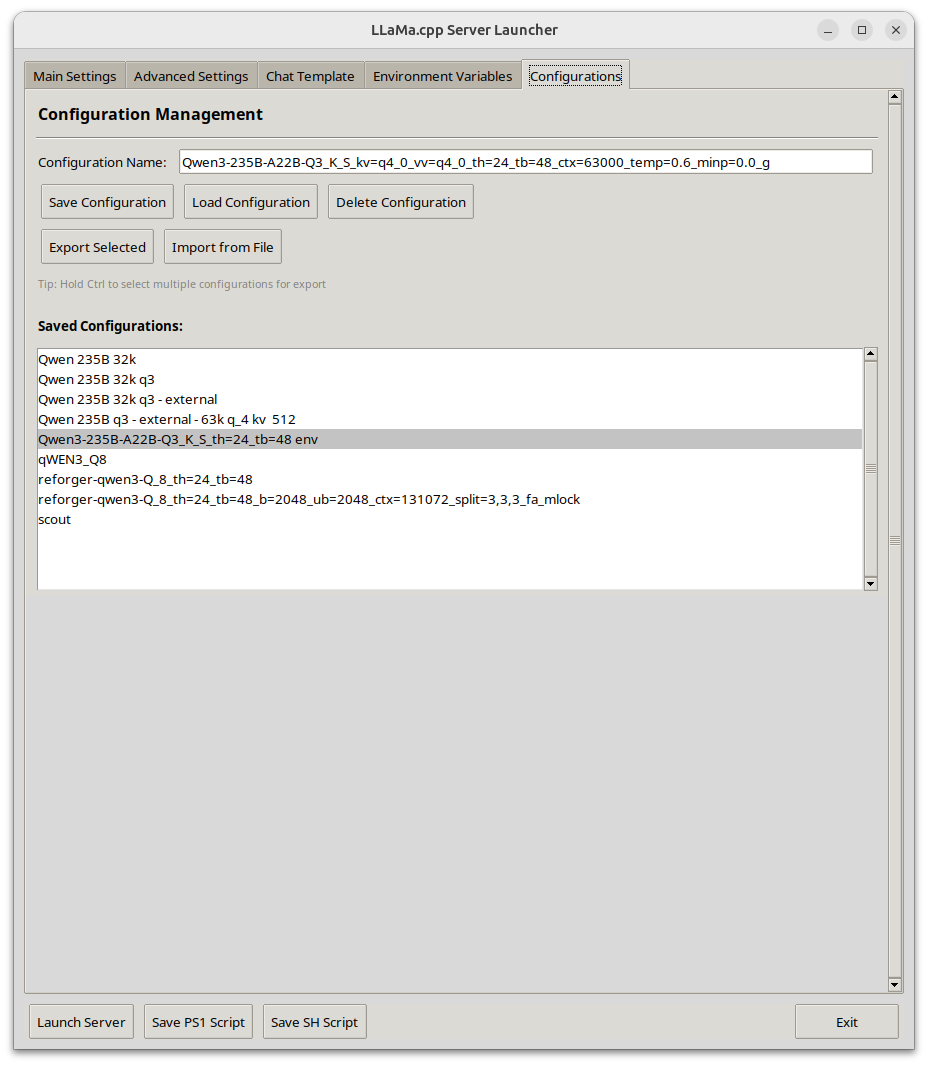 LLaMa.cpp Server Launcher
Main Settings Advanced Settings Chat Template Environment Variables Configurations
Configuration Management
Configuration Name: Qwen3-235B-A22B-Q3_K_S_kv=q4_0_vv=q4_0_th=24_tb=48_ctx=63000_temp=0.6_minp=0.0_g
Save Configuration Load Configuration Delete Configuration
Export Selected Import from File
Tip: Hold Ctrl to select multiple configurations for export
Saved Configurations:
Qwen 235B 32k
Qwen 235B 32k q3
Qwen 235B 32k q3 - external
Qwen 235B q3 - external - 63k q_4 kv  512
Qwen3-235B-A22B-Q3_K_S_th=24_tb=48 env
qWEN3_Q8
reforger-qwen3-Q_8_th=24_tb=48
reforger-qwen3-Q_8_th=24_tb=48_b=2048_ub=2048_ctx=131072_split=3,3,3_fa_mlock
scout
Launch Server Save PS1 Script Save SH Script Exit